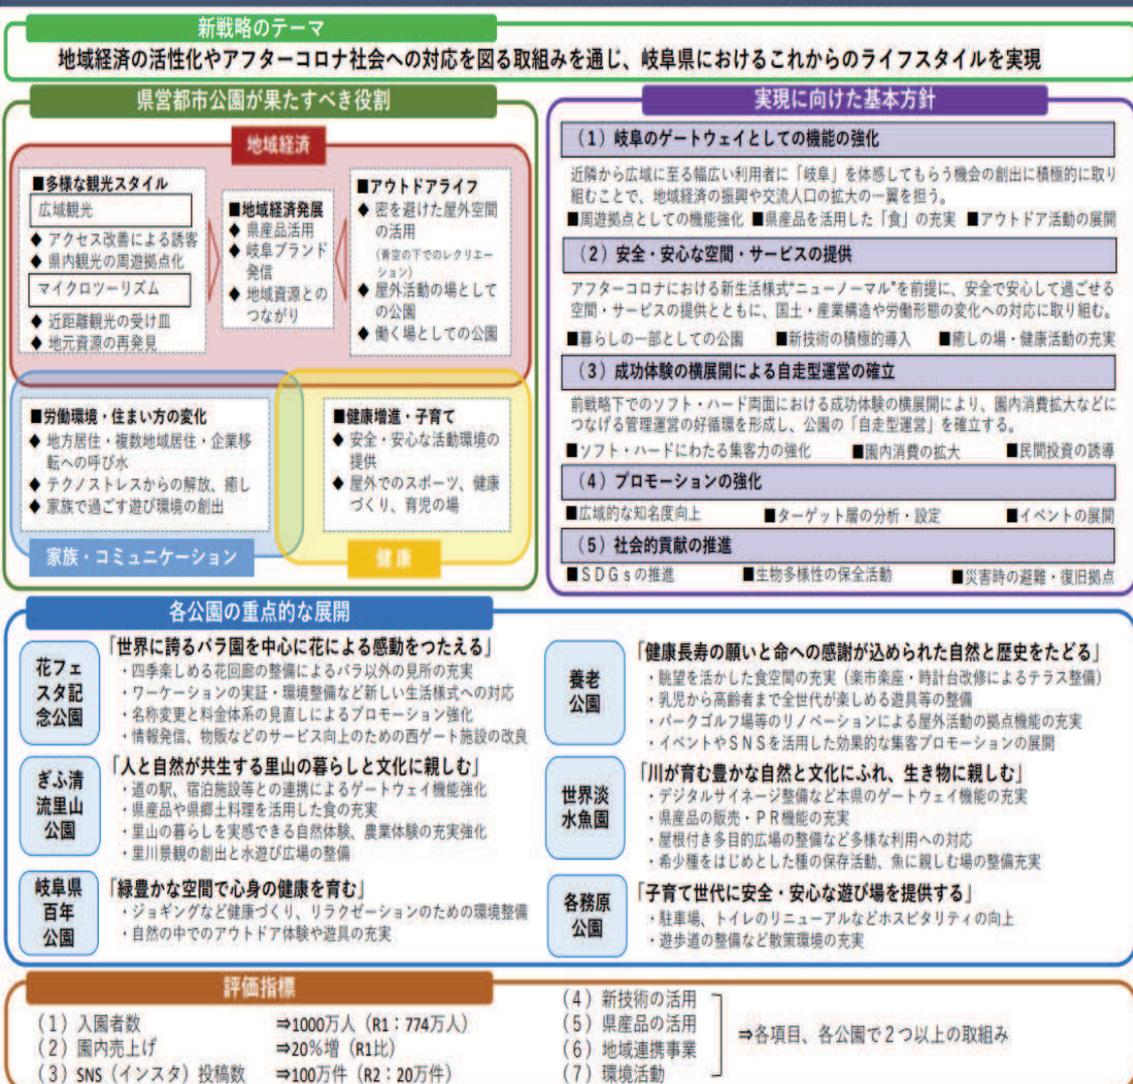 新戦略のテーマ
地域経済の活性化やアフターコロナ社会への対応を図る取組みを通じ、岐阜県におけるこれからのライフスタイルを実現
県営都市公園が果たすべき役割
地域経済
■多様な観光スタイル
広域観光
◆ アクセス改善による誘客
◆ 県内観光の周遊拠点化
マイクロツーリズム
◆ 近距離観光の受け皿
◆ 地元資源の再発見
■地域経済発展
◆ 県産品活用
◆ 岐阜ブランド
発信
◆ 地域資源との
つながり
■アウトドアライフ
◆ 密を避けた屋外空間
の活用
(青空の下でのレクリエー
ション)
◆ 屋外活動の場として
の公園
◆ 働く場としての公園
■労働環境・住まい方の変化
◆ 地方居住・複数地域居住・企業移
転への呼び水
◆ テクノストレスからの解放、癒し
◆ 家族で過ごす遊び環境の創出
家族・コミュニケーション
■健康増進・子育て
◆ 安全・安心な活動環境の
提供
◆ 屋外でのスポーツ、健康
づくり、育児の場
健康
実現に向けた基本方針
(1)岐阜のゲートウェイとしての機能の強化
近隣から広域に至る幅広い利用者に「岐阜」を体感してもらう機会の創出に積極的に取り
組むことで、地域経済の振興や交流人口の拡大の一翼を担う。
■周遊拠点としての機能強化 ■県産品を活用した「食」の充実 ■アウトドア活動の展開
(2)安全・安心な空間・サービスの提供
アフターコロナにおける新生活様式“ニューノーマル”を前提に、安全で安心して過ごせる
空間・サービスの提供とともに、国土・産業構造や労働形態の変化への対応に取り組む。
■暮らしの一部としての公園 ■新技術の積極的導入 ■癒しの場・健康活動の充実
(3)成功体験の横展開による自走型運営の確立
前戦略下でのソフト・ハード両面における成功体験の横展開により、園内消費拡大などに
つなげる管理運営の好循環を形成し、公園の「自走型運営」を確立する。
■ソフト・ハードにわたる集客力の強化 ■園内消費の拡大 ■民間投資の誘導
(4)プロモーションの強化
■広域的な知名度向上 ■ターゲット層の分析・設定 ■イベントの展開
(5)社会的貢献の推進
■SDGsの推進 ■生物多様性の保全活動 ■災害時の避難・復旧拠点
各公園の重点的な展開
花フェ
スタ記
念公園
「世界に誇るバラ園を中心に花による感動をつたえる」
・四季楽しめる花回廊の整備によるバラ以外の見所の充実
・ワーケーションの実証・環境整備など新しい生活様式への対応
・名称変更と料金体系の見直しによるプロモーション強化
・情報発信、物販などのサービス向上のための西ゲート施設の改良
ぎふ清
流里山
公園
「人と自然が共生する里山の暮らしと文化に親しむ」
・道の駅、宿泊施設等との連携によるゲートウェイ機能強化
・県産品や県郷土料理を活用した食の充実
・里山の暮らしを実感できる自然体験、農業体験の充実強化
・里川景観の創出と水遊び広場の整備
岐阜県
百年
公園
「緑豊かな空間で心身の健康を育む」
・ジョギングなど健康づくり、リラクゼーションのための環境整備
・自然の中でのアウトドア体験や遊具の充実
養老
公園
「健康長寿の願いと命への感謝が込められた自然と歴史をたどる」
・眺望を活かした食空間の充実(楽市楽座・時計台改修によるテラス整備)
・乳児から高齢者まで全世代が楽しめる遊具等の整備
・パークゴルフ場等のリノベーションによる屋外活動の拠点機能の充実
・イベントやSNSを活用した効果的な集客プロモーションの展開
世界淡
水魚園
「川が育む豊かな自然と文化にふれ、生き物に親しむ」
・デジタルサイネージ整備など本県のゲートウェイ機能の充実
・県産品の販売・PR機能の充実
・屋根付き多目的広場の整備など多様な利用への対応
・希少種をはじめとした種の保存活動、魚に親しむ場の整備充実
各務原
公園
「子育て世代に安全・安心な遊び場を提供する」
・駐車場、トイレのリニューアルなどホスピタリティの向上
・遊歩道の整備など散策環境の充実
評価指標
(1)入園者数 ⇒1000万人(R1:774万人)
(2)園内売上げ ⇒20%増(R1比)
(3)SNS(インスタ)投稿数 ⇒100万件(R2:20万件)
(4)新技術の活用
(5)県産品の活用
(6)地域連携事業
(7)環境活動
⇒各項目、各公園で2つ以上の取組み